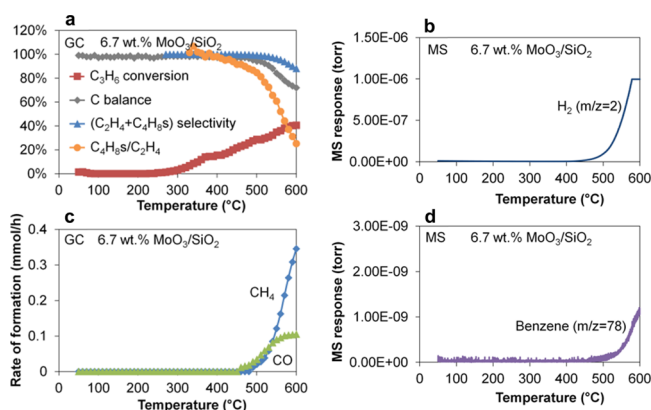 a
GC 6.7 wt.% MoO3/SiO2
120%
100%
80%
60%
40%
20%
0%
C3H6 conversion
C balance
(C2H4+C4H8s) selectivity
C4H8s/C2H4
0 100 200 300 400 500 600
Temperature (°C)
b
MS 6.7 wt.% MoO3/SiO2
MS response (torr)
1.50E-06
1.00E-06
5.00E-07
0.00E+00
H2 (m/z=2)
0 100 200 300 400 500 600
Temperature (°C)
c
GC 6.7 wt.% MoO3/SiO2
Rate of formation (mmol/h)
0.4
0.3
0.2
0.1
0
CH4
CO
0 100 200 300 400 500 600
Temperature (°C)
d
MS 6.7 wt.% MoO3/SiO2
MS response (torr)
3.00E-09
2.00E-09
1.00E-09
0.00E+00
Benzene (m/z=78)
0 100 200 300 400 500 600
Temperature (°C)